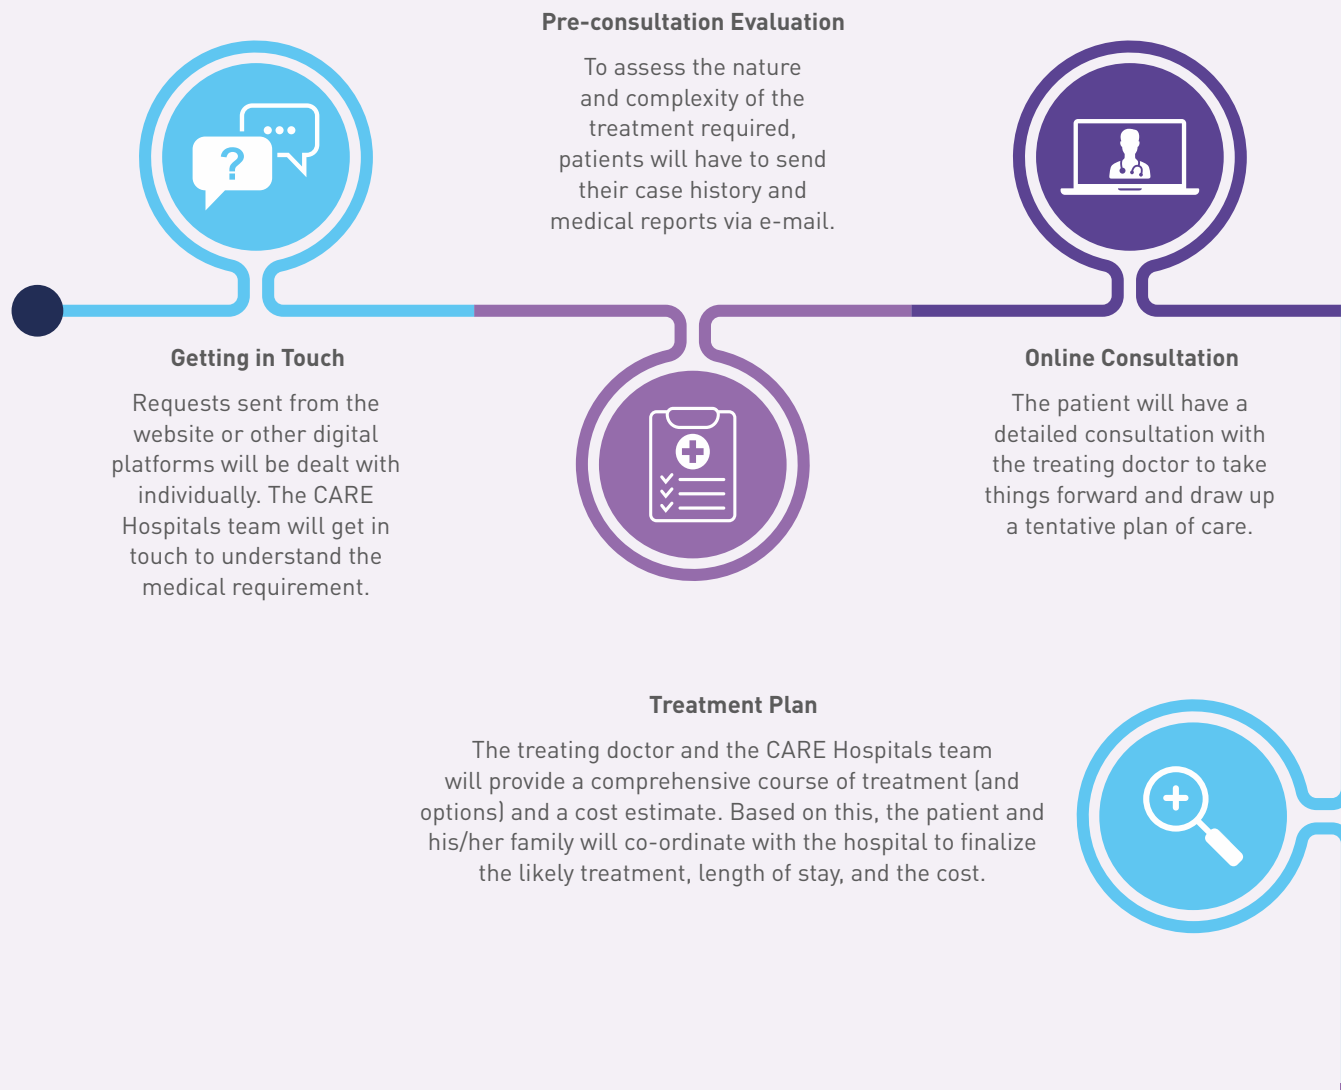 Getting in Touch
Requests sent from the
website or other digital
platforms will be dealt with
individually. The CARE
Hospitals team will get in
touch to understand the
medical requirement.
Pre-consultation Evaluation
To assess the nature
and complexity of the
treatment required,
patients will have to send
their case history and
medical reports via e-mail.
Online Consultation
The patient will have a
detailed consultation with
the treating doctor to take
things forward and draw up
a tentative plan of care.
Treatment Plan
The treating doctor and the CARE Hospitals team
will provide a comprehensive course of treatment (and
options) and a cost estimate. Based on this, the patient and
his/her family will co-ordinate with the hospital to finalize
the likely treatment, length of stay, and the cost.